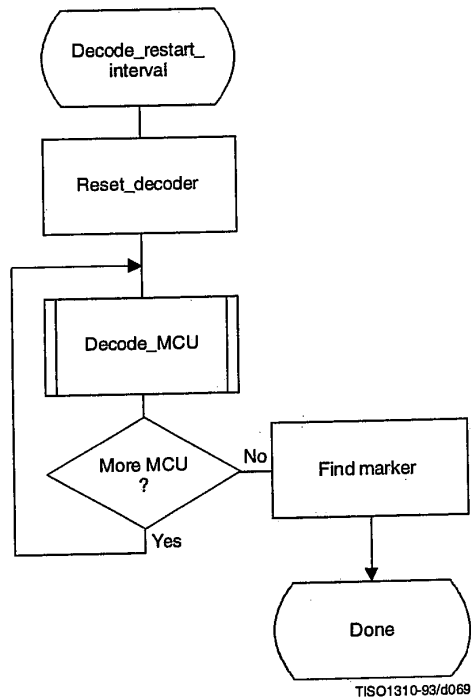 Decode_restart_
interval
Reset_decoder
Decode_MCU
More MCU
?
No
Find marker
Yes
Done
TISO1310-93/d069